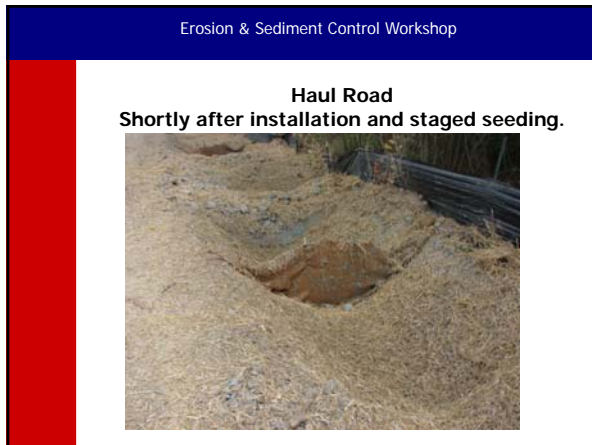 Erosion & Sediment Control Workshop
Haul Road
Shortly after installation and staged seeding.